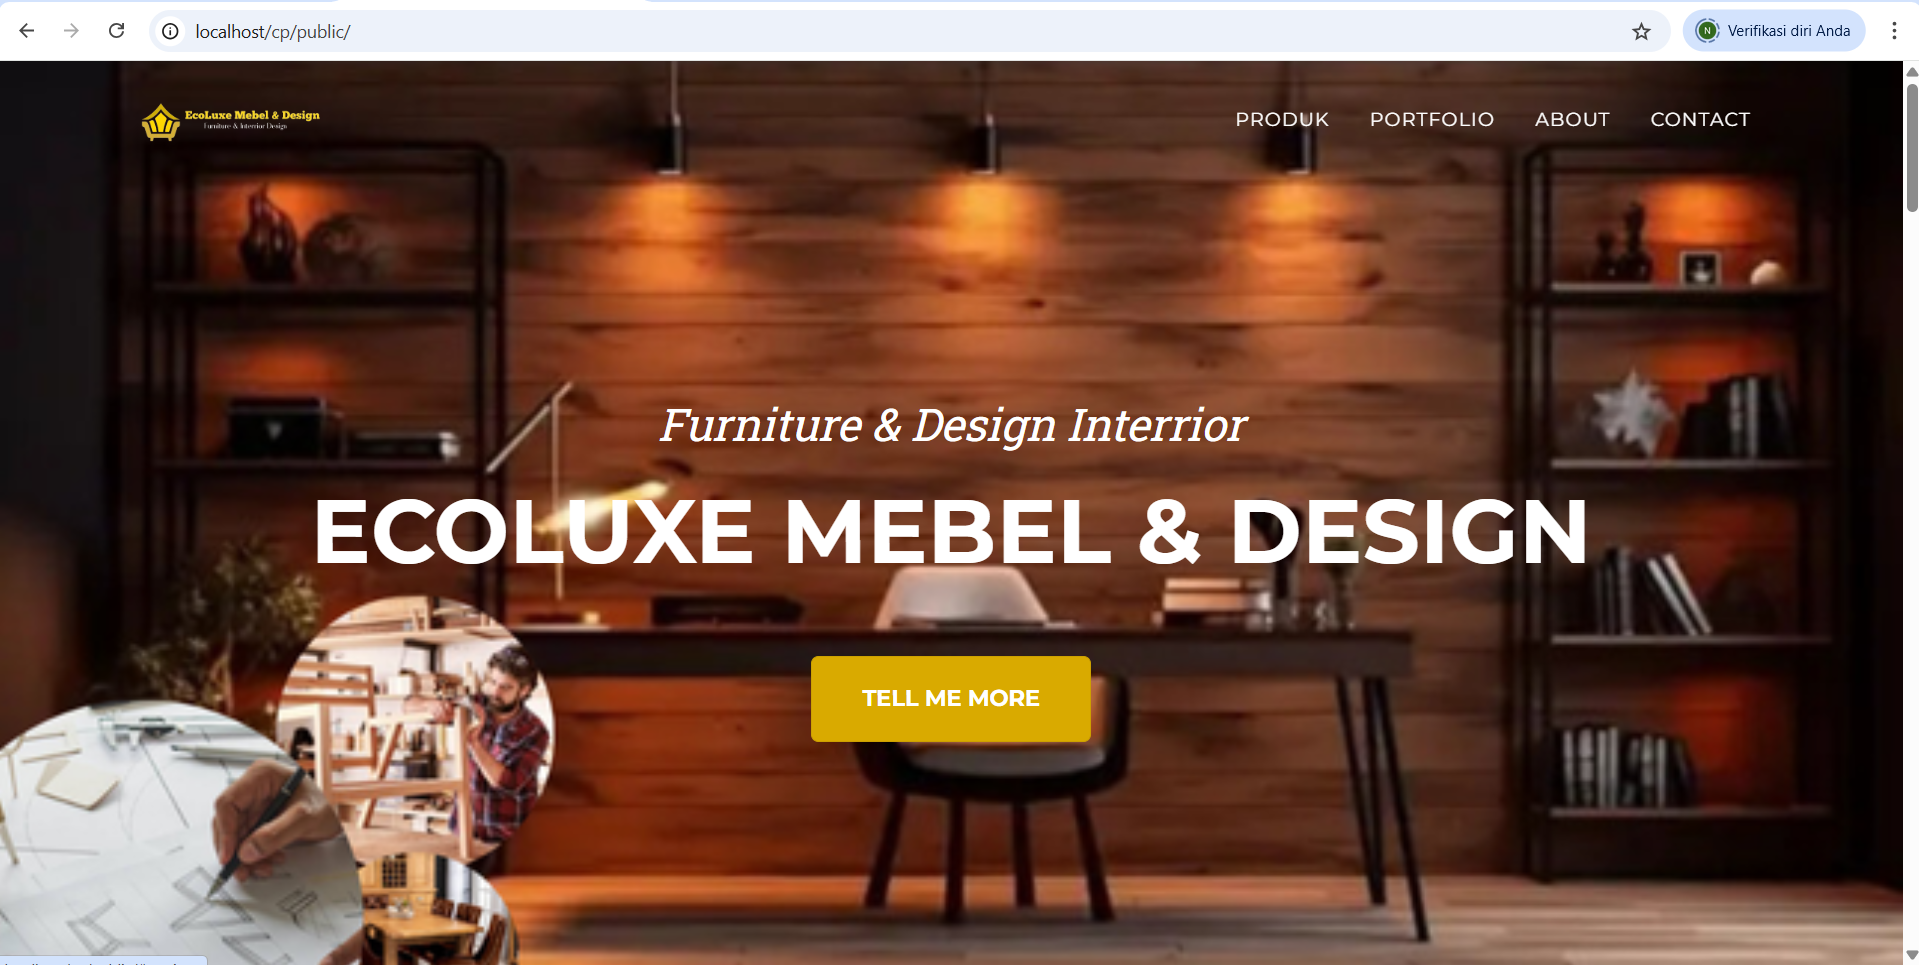 localhost/cp/public/
Verifikasi diri Anda
N
EcoLuxe Mebel & Design
Furniture & Interrior Design
PRODUK PORTFOLIO ABOUT CONTACT
Furniture & Design Interrior
ECOLUXE MEBEL & DESIGN
TELL ME MORE